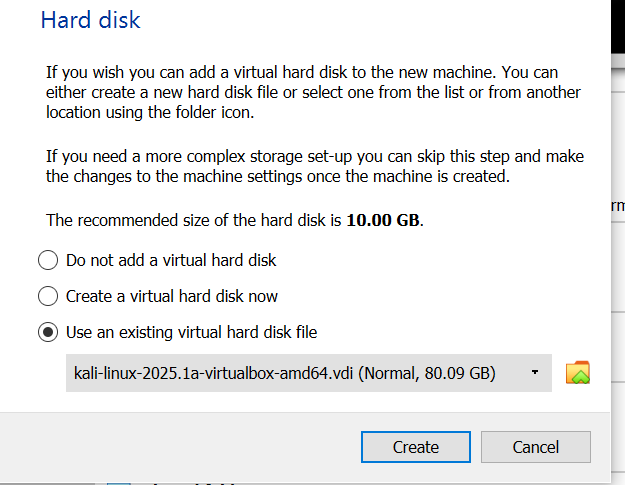 Hard disk
If you wish you can add a virtual hard disk to the new machine. You can
either create a new hard disk file or select one from the list or from another
location using the folder icon.
If you need a more complex storage set-up you can skip this step and make
the changes to the machine settings once the machine is created.
The recommended size of the hard disk is 10.00 GB.
Do not add a virtual hard disk
Create a virtual hard disk now
Use an existing virtual hard disk file
kali-linux-2025.1a-virtualbox-amd64.vdi (Normal, 80.09 GB)
Create Cancel